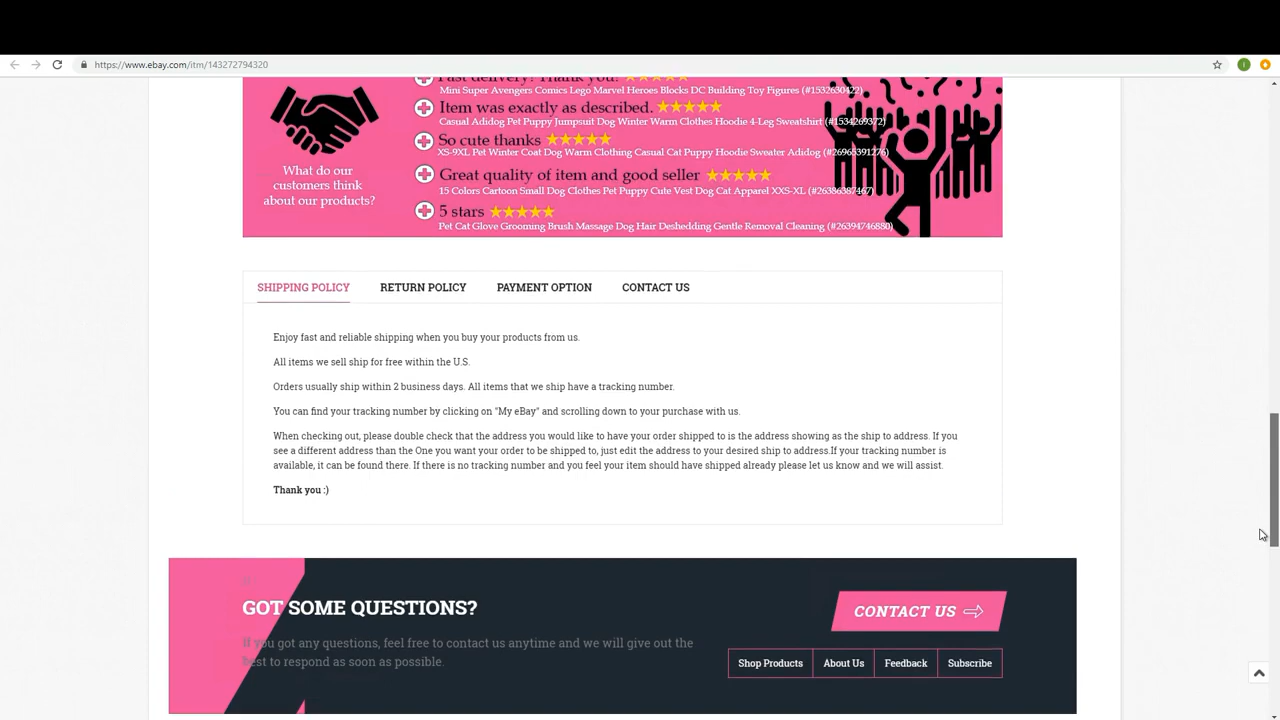 https://www.ebay.com/itm/143272794320
Fast delivery! Thank you!
Mini Super Avengers Comics Lego Marvel Heroes Blocks DC Building Toy Figures (#1532630422)
Item was exactly as described.
Casual Adidog Pet Puppy Jumpsuit Dog Winter Warm Clothes Hoodie 4-Leg Sweatshirt (#1534269372)
So cute thanks
XS-9XL Pet Winter Coat Dog Warm Clothing Casual Cat Puppy Hoodie Sweater Adidog (#26965391276)
Great quality of item and good seller
15 Colors Cartoon Small Dog Clothes Pet Puppy Cute Vest Dog Cat Apparel XXS-XL (#26386387467)
5 stars
Pet Cat Glove Grooming Brush Massage Dog Hair Deshedding Gentle Removal Cleaning (#26394746880)
What do our
customers think
about our products?
SHIPPING POLICY RETURN POLICY PAYMENT OPTION CONTACT US
Enjoy fast and reliable shipping when you buy your products from us.
All items we sell ship for free within the U.S.
Orders usually ship within 2 business days. All items that we ship have a tracking number.
You can find your tracking number by clicking on "My eBay" and scrolling down to your purchase with us.
When checking out, please double check that the address you would like to have your order shipped to is the address showing as the ship to address. If you
see a different address than the One you want your order to be shipped to, just edit the address to your desired ship to address.If your tracking number is
available, it can be found there. If there is no tracking number and you feel your item should have shipped already please let us know and we will assist.
Thank you :)
GOT SOME QUESTIONS?
If you got any questions, feel free to contact us anytime and we will give out the
best to respond as soon as possible.
CONTACT US
Shop Products About Us Feedback Subscribe